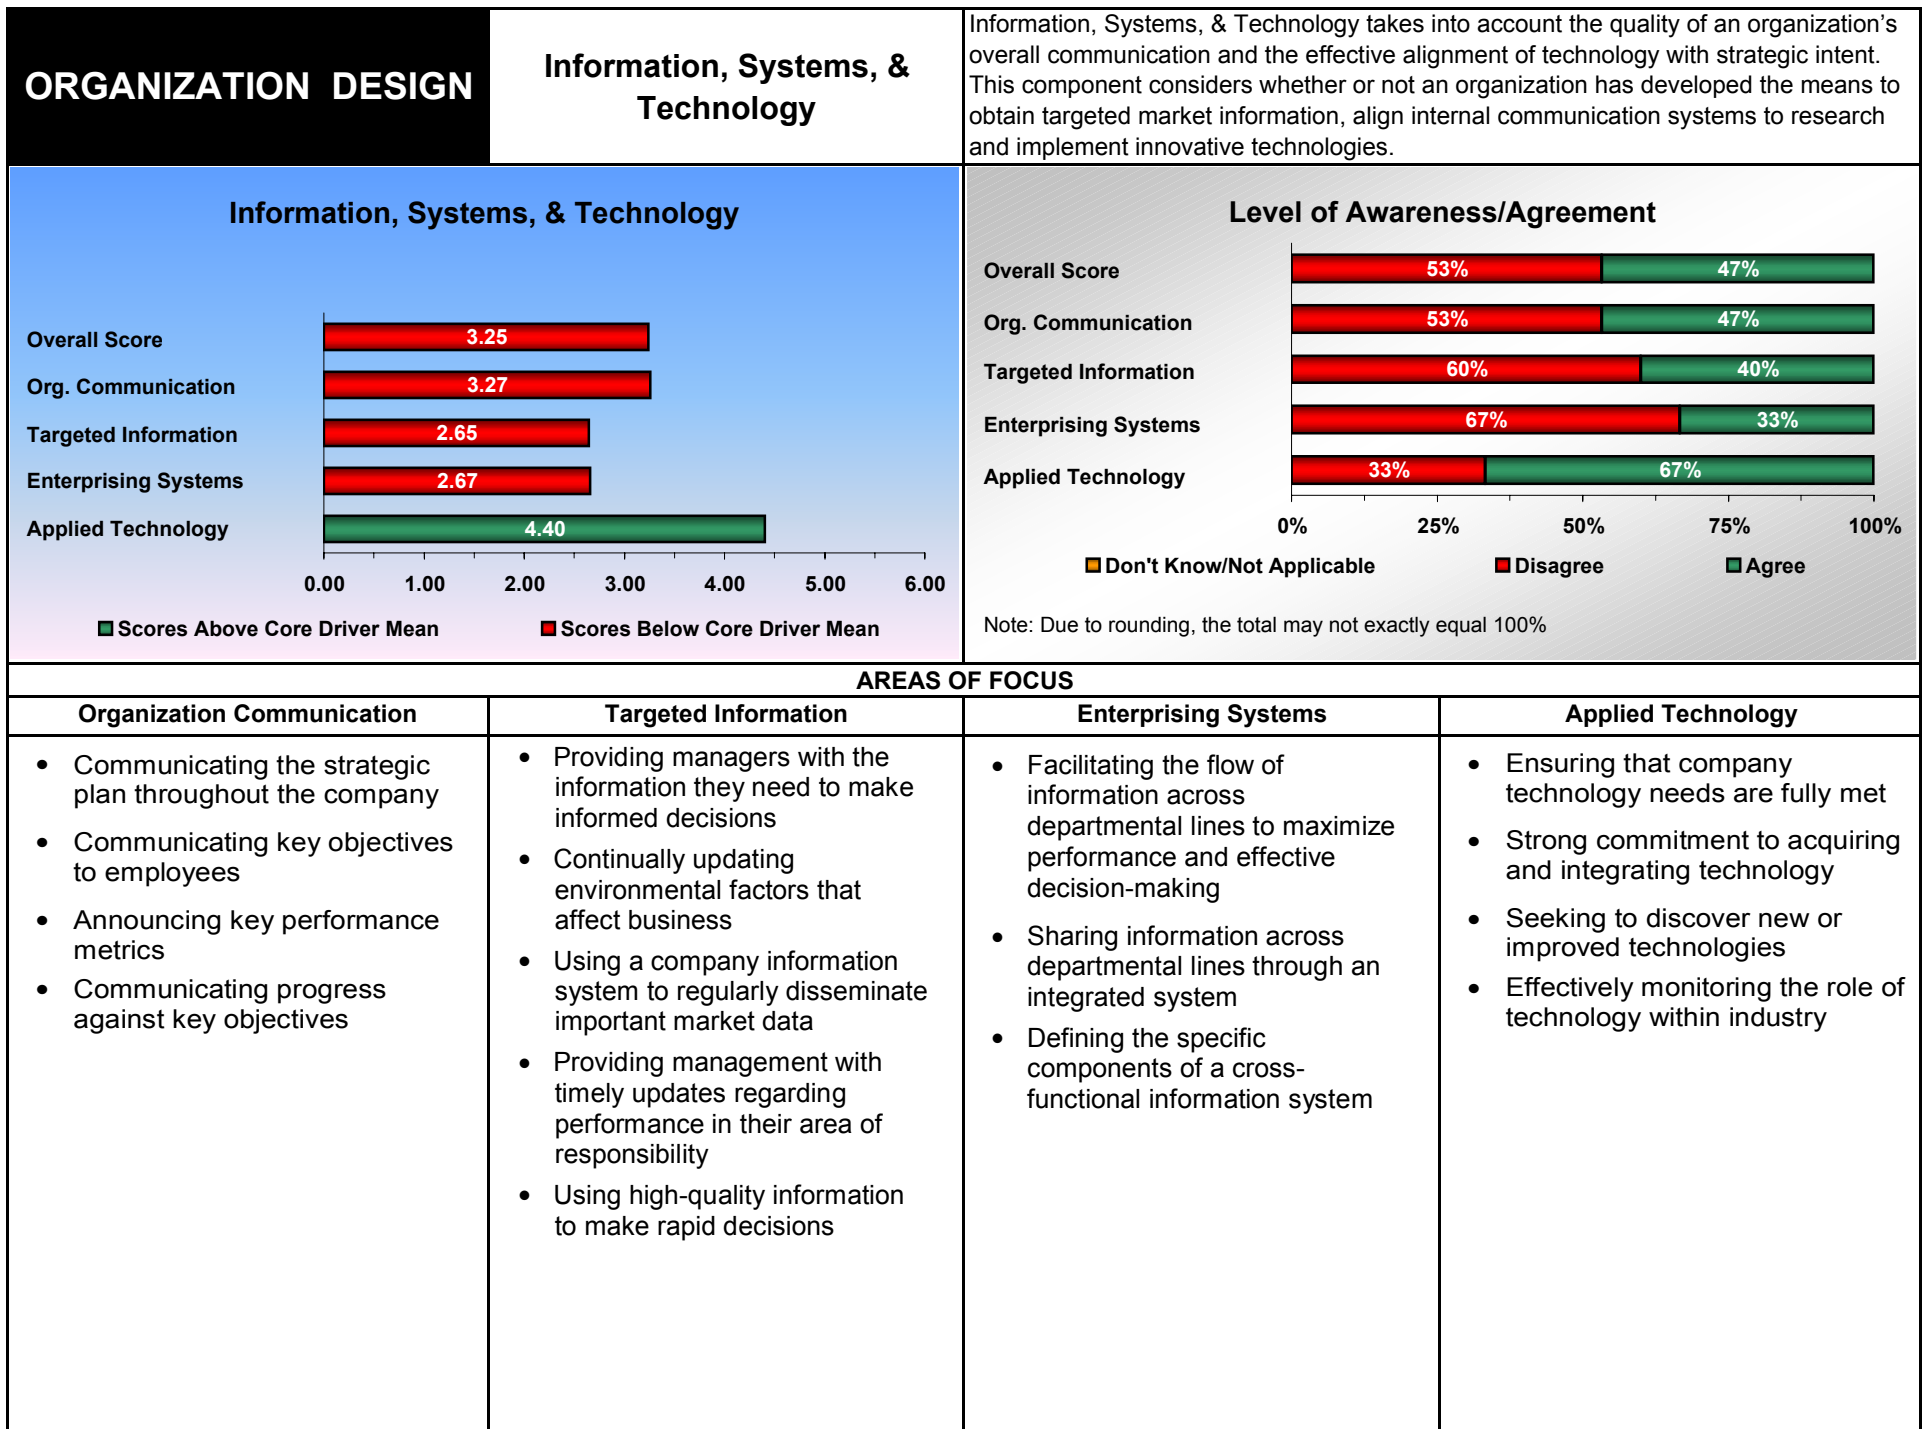 ORGANIZATION DESIGN
Information, Systems, &
Technology
Information, Systems, & Technology takes into account the quality of an organization’s
overall communication and the effective alignment of technology with strategic intent.
This component considers whether or not an organization has developed the means to
obtain targeted market information, align internal communication systems to research
and implement innovative technologies.
Information, Systems, & Technology
Overall Score
3.25
Org. Communication
3.27
Targeted Information
2.65
Enterprising Systems
2.67
Applied Technology
4.40
0.00 1.00 2.00 3.00 4.00 5.00 6.00
Scores Above Core Driver Mean
Scores Below Core Driver Mean
Level of Awareness/Agreement
Overall Score
53% 47%
Org. Communication
53% 47%
Targeted Information
60% 40%
Enterprising Systems
67% 33%
Applied Technology
33% 67%
0% 25% 50% 75% 100%
Don't Know/Not Applicable
Disagree
Agree
Note: Due to rounding, the total may not exactly equal 100%
AREAS OF FOCUS
Organization Communication
• Communicating the strategic
plan throughout the company
• Communicating key objectives
to employees
• Announcing key performance
metrics
• Communicating progress
against key objectives
Targeted Information
• Providing managers with the
information they need to make
informed decisions
• Continually updating
environmental factors that
affect business
• Using a company information
system to regularly disseminate
important market data
• Providing management with
timely updates regarding
performance in their area of
responsibility
• Using high-quality information
to make rapid decisions
Enterprising Systems
• Facilitating the flow of
information across
departmental lines to maximize
performance and effective
decision-making
• Sharing information across
departmental lines through an
integrated system
• Defining the specific
components of a cross-
functional information system
Applied Technology
• Ensuring that company
technology needs are fully met
• Strong commitment to acquiring
and integrating technology
• Seeking to discover new or
improved technologies
• Effectively monitoring the role of
technology within industry